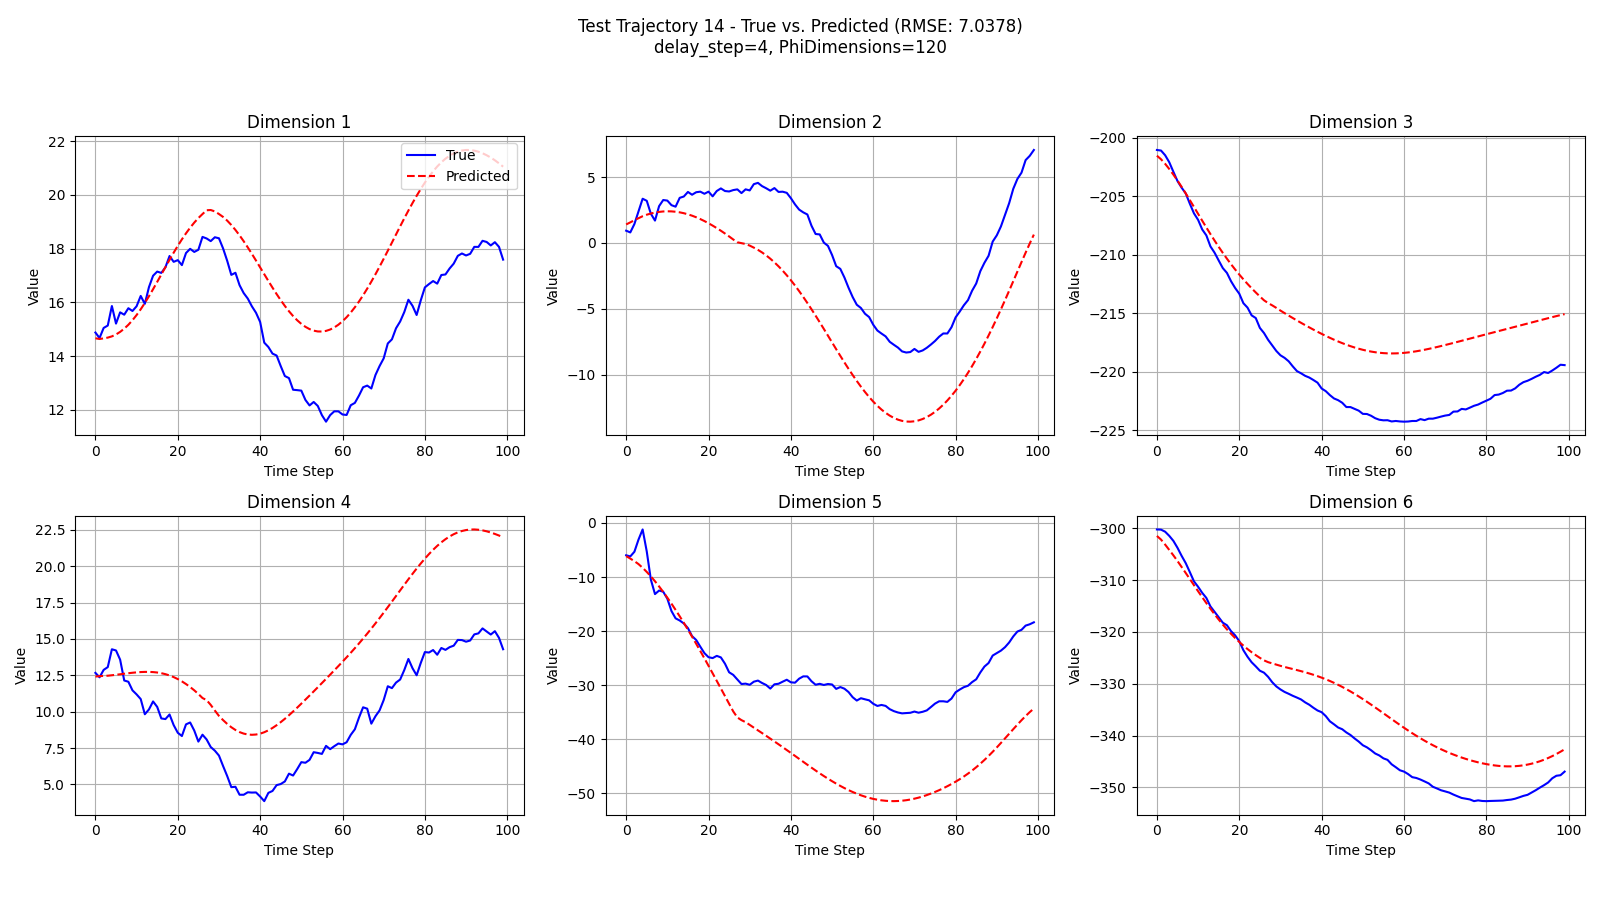 Test Trajectory 14 - True vs. Predicted (RMSE: 7.0378)
delay_step=4, PhiDimensions=120
Dimension 1
Value
22
20
18
16
14
12
0 20 40 60 80 100
Time Step
True
Predicted
Dimension 2
Value
5
0
−5
−10
0 20 40 60 80 100
Time Step
Dimension 3
Value
−200
−205
−210
−215
−220
−225
0 20 40 60 80 100
Time Step
Dimension 4
Value
22.5
20.0
17.5
15.0
12.5
10.0
7.5
5.0
0 20 40 60 80 100
Time Step
Dimension 5
Value
0
−10
−20
−30
−40
−50
0 20 40 60 80 100
Time Step
Dimension 6
Value
−300
−310
−320
−330
−340
−350
0 20 40 60 80 100
Time Step